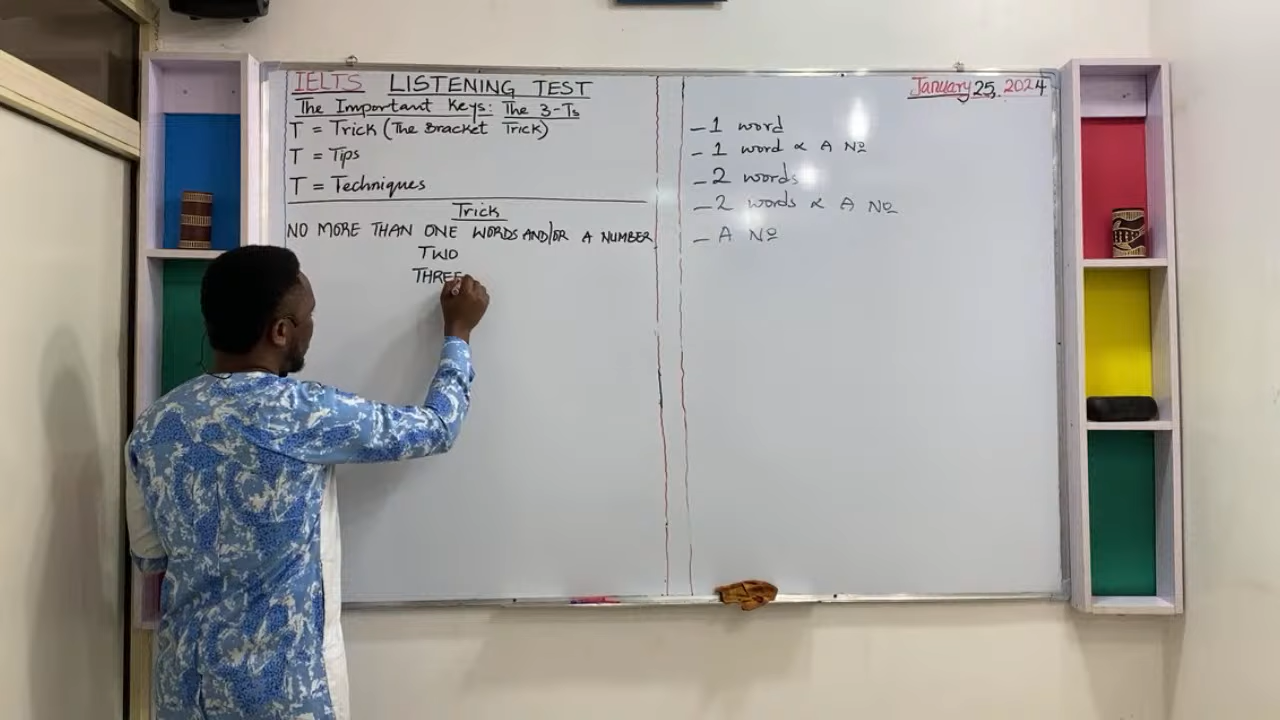 IELTS LISTENING TEST
The Important Keys: The 3-Ts
T = Trick (The Bracket Trick)
T = Tips
T = Techniques
Trick
NO MORE THAN ONE WORDS AND/OR A NUMBER
TWO
THREE
January 25, 2024
- 1 word
- 1 word & A Nº
- 2 words
- 2 words & A Nº
- A Nº